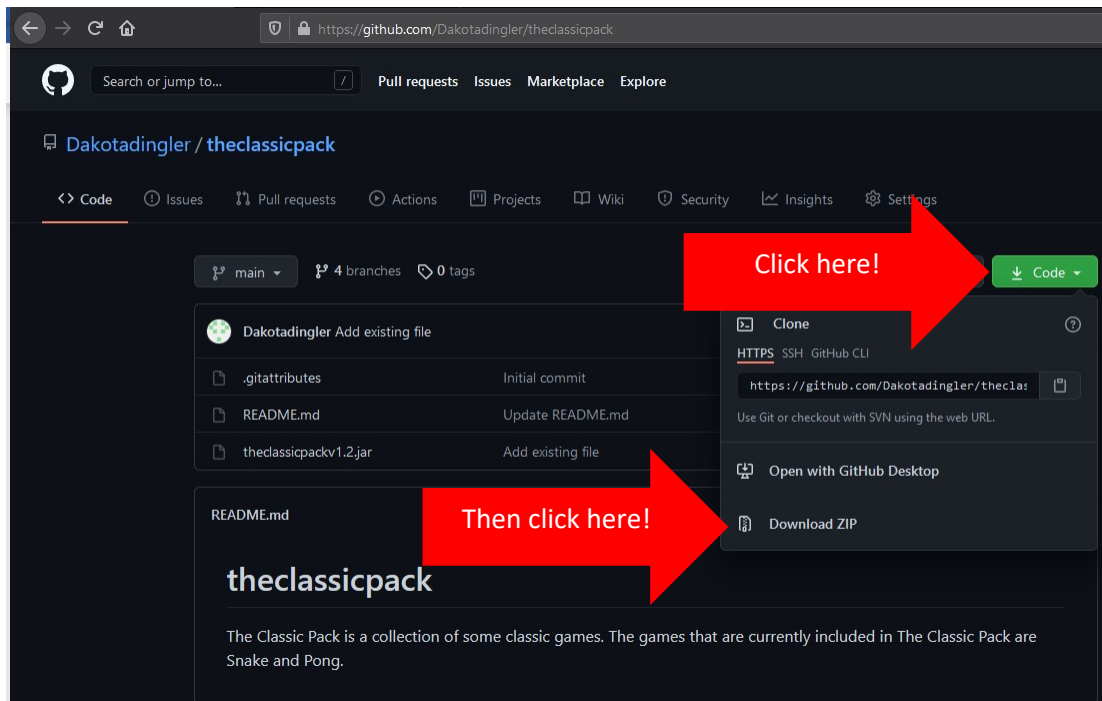 https://github.com/Dakotadingler/theclassicpack
Search or jump to... /
Pull requests Issues Marketplace Explore
Dakotadingler / theclassicpack
<> Code Issues Pull requests Actions Projects Wiki Security Insights Settings
Click here!
main 4 branches 0 tags
Code
Dakotadingler Add existing file
.gitattributes Initial commit
README.md Update README.md
theclassicpackv1.2.jar Add existing file
Clone
HTTPS SSH GitHub CLI
https://github.com/Dakotadingler/theclas
Use Git or checkout with SVN using the web URL.
Open with GitHub Desktop
Then click here!
Download ZIP
README.md
theclassicpack
The Classic Pack is a collection of some classic games. The games that are currently included in The Classic Pack are
Snake and Pong.